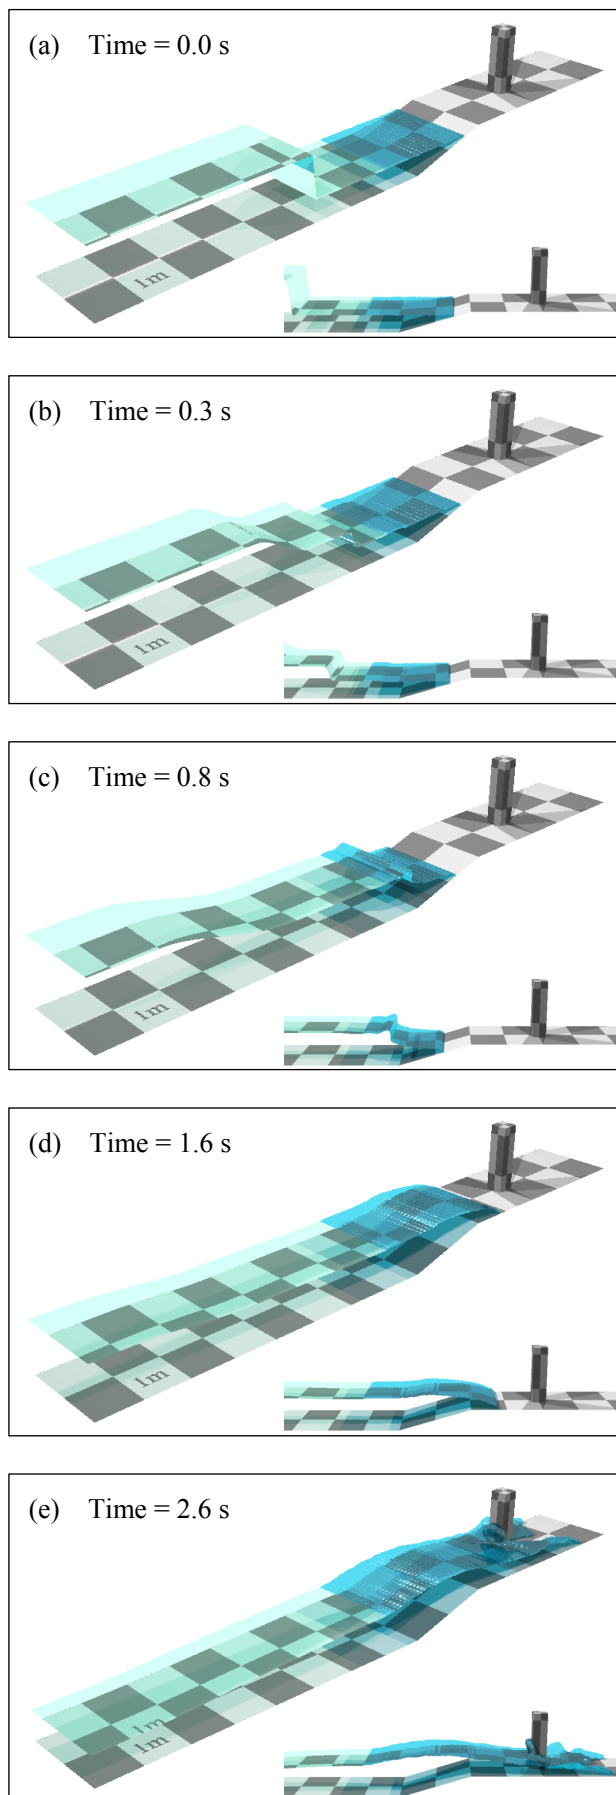 (a) Time = 0.0 s
1m
(b) Time = 0.3 s
1m
(c) Time = 0.8 s
1m
(d) Time = 1.6 s
1m
(e) Time = 2.6 s
1m
1m